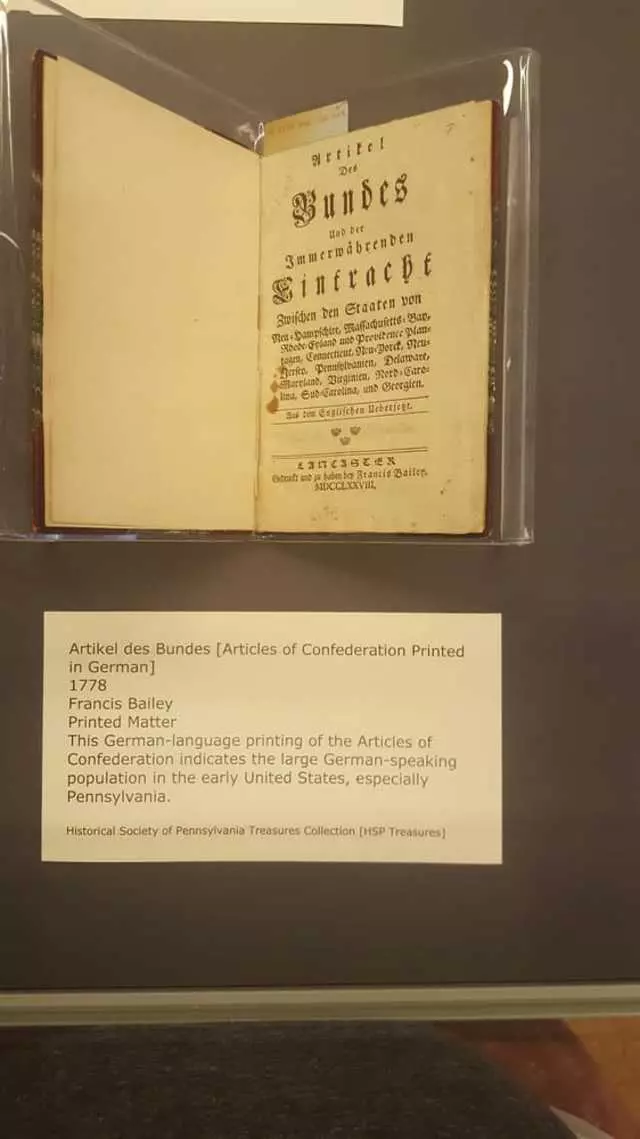 Artikel
Des
Bundes
Und der
Immerwährenden
Eintracht
Zwischen den Staaten von
Neu-Hampschire, Massachusetts-Bay,
Rhode-Eyland und Providence Plan-
tagen, Connecticut, Neu-Yorck, Neu-
Jersey, Pennsylvanien, Delaware,
Maryland, Virginien, Nord-Caro-
lina, Sud-Carolina, und Georgien.
Aus dem Englischen Uebersetzt.
LANCASTER
Gedruckt und zu haben bey Francis Bailey.
MDCCLXXVIII.
Artikel des Bundes [Articles of Confederation Printed
in German]
1778
Francis Bailey
Printed Matter
This German-language printing of the Articles of
Confederation indicates the large German-speaking
population in the early United States, especially
Pennsylvania.
Historical Society of Pennsylvania Treasures Collection [HSP Treasures]